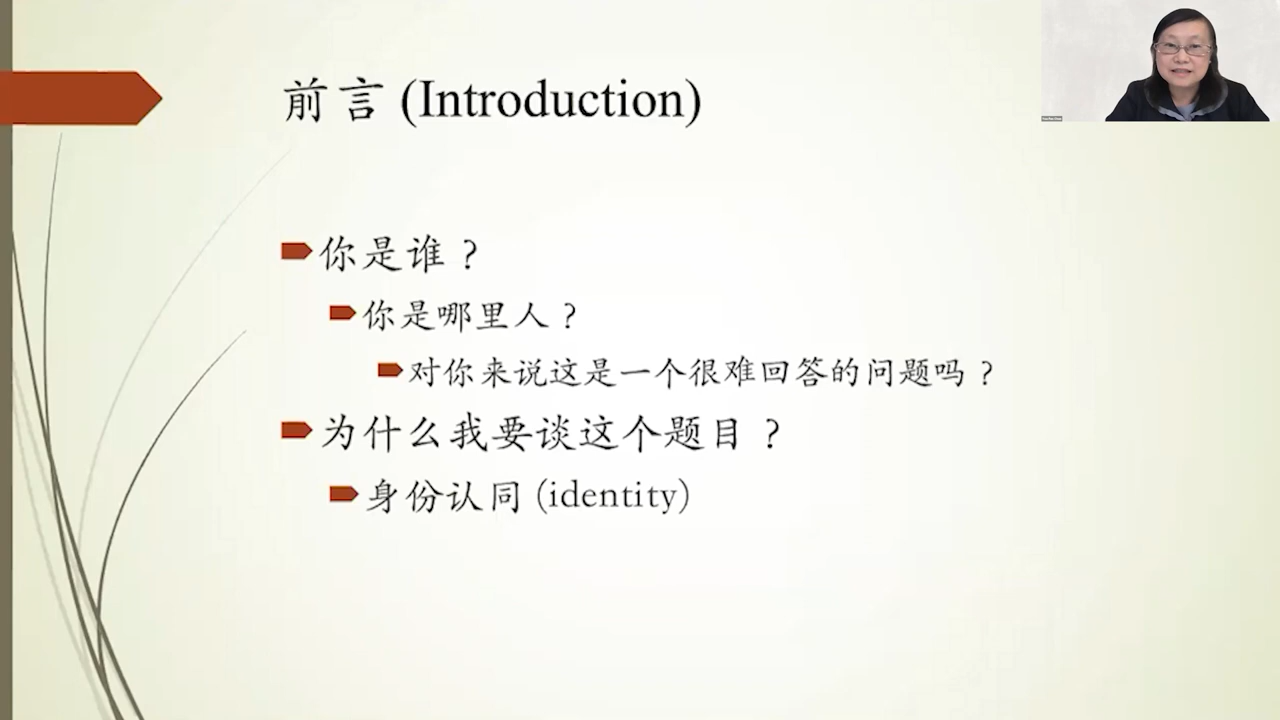 前言 (Introduction)
你是谁？
你是哪里人？
对你来说这是一个很难回答的问题吗？
为什么我要谈这个题目？
身份认同 (identity)